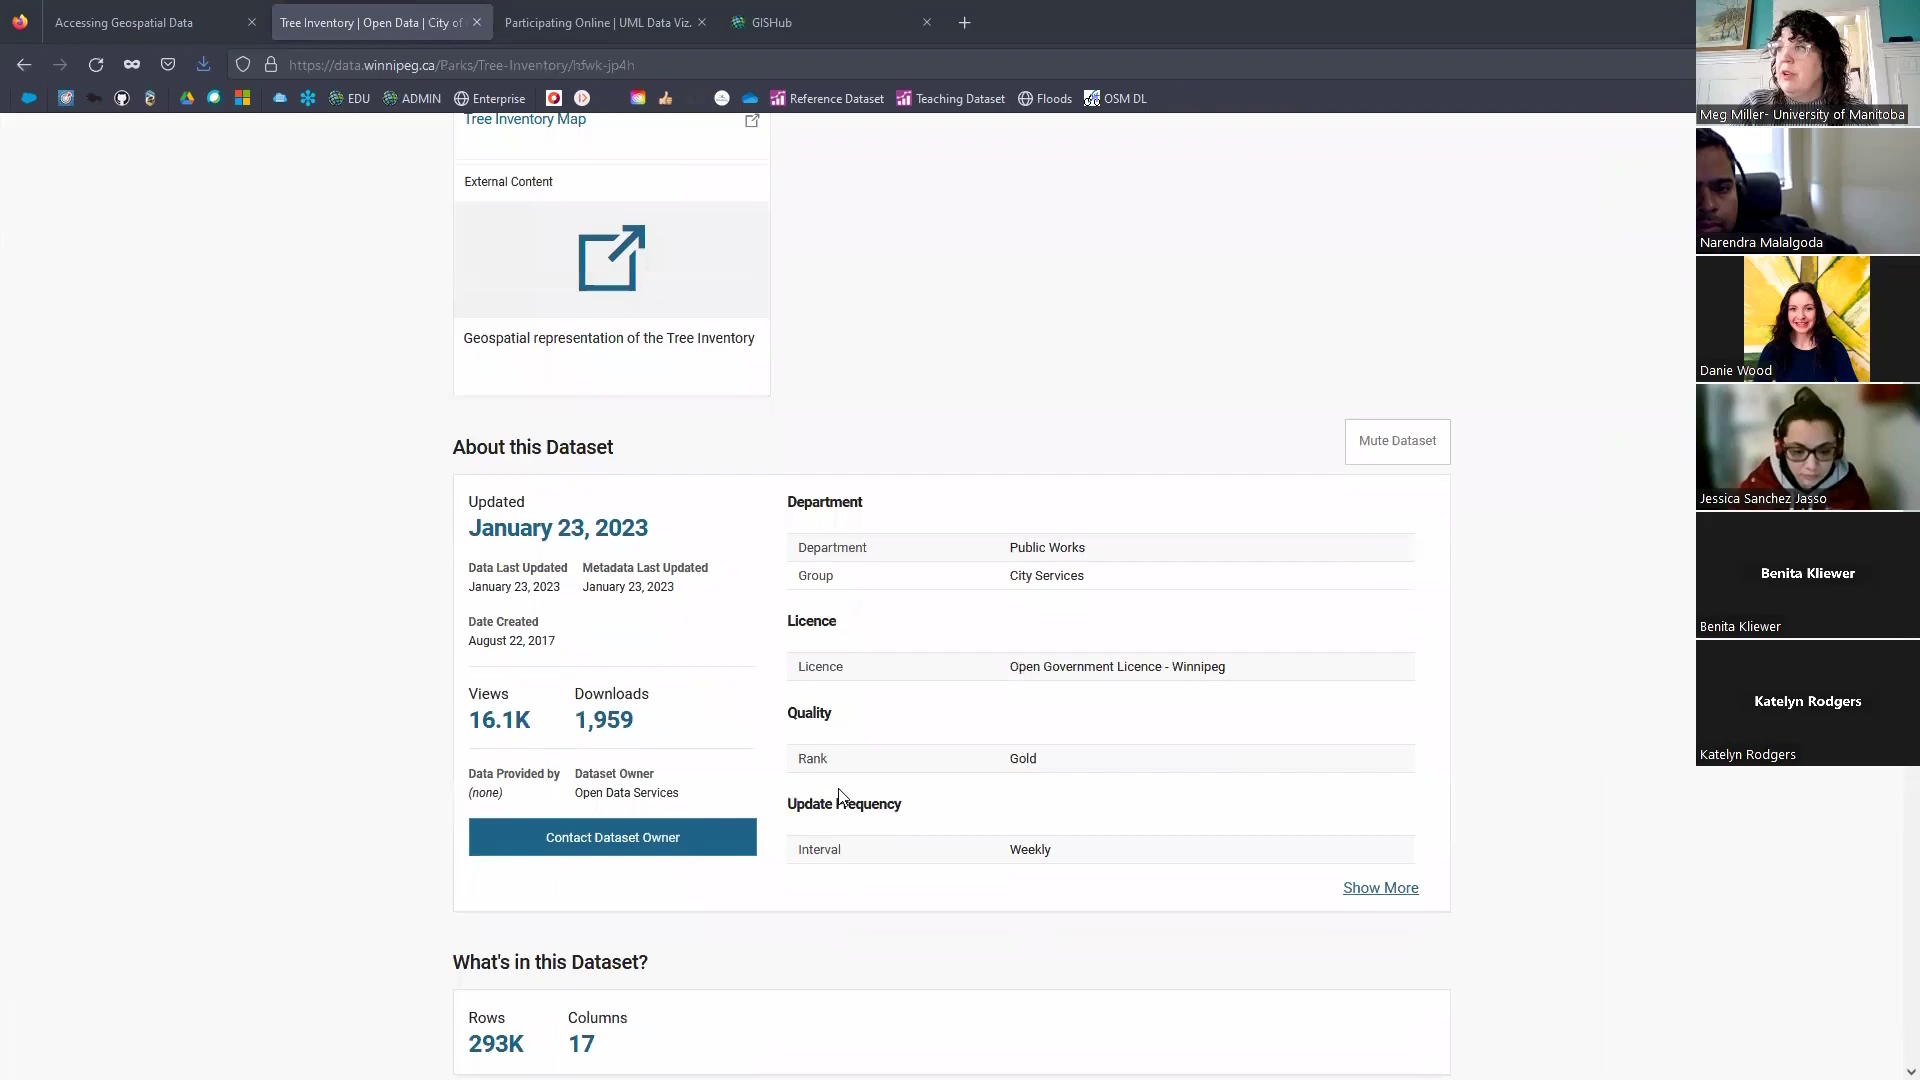 Accessing Geospatial Data
Tree Inventory | Open Data | City of
Participating Online | UML Data Viz.
GISHub
https://data.winnipeg.ca/Parks/Tree-Inventory/hfwk-jp4h
EDU
ADMIN
Enterprise
Reference Dataset
Teaching Dataset
Floods
OSM DL
Tree Inventory Map
External Content
Geospatial representation of the Tree Inventory
About this Dataset
Mute Dataset
Updated
January 23, 2023
Data Last Updated Metadata Last Updated
January 23, 2023 January 23, 2023
Date Created
August 22, 2017
Views Downloads
16.1K 1,959
Data Provided by Dataset Owner
(none) Open Data Services
Contact Dataset Owner
Department
Department Public Works
Group City Services
Licence
Licence Open Government Licence - Winnipeg
Quality
Rank Gold
Update Frequency
Interval Weekly
Show More
What's in this Dataset?
Rows Columns
293K 17
Meg Miller- University of Manitoba
Narendra Malalgoda
Danie Wood
Jessica Sanchez Jasso
Benita Kliewer
Benita Kliewer
Katelyn Rodgers
Katelyn Rodgers